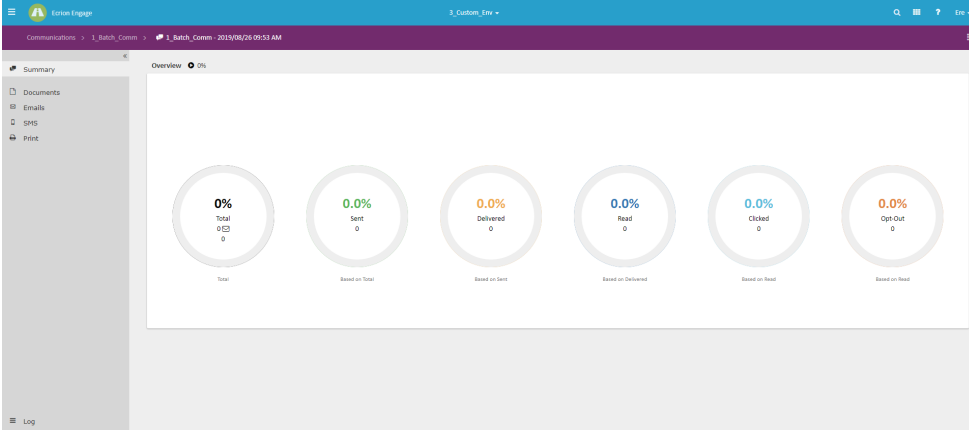 Ecrion Engage
3_Custom_Env
?
Ere
Communications > 1_Batch_Comm > 1_Batch_Comm - 2019/08/26 09:53 AM
«
Summary
Documents
Emails
SMS
Print
Log
Overview 0%
0%
Total
0
0
Total
0.0%
Sent
0
Based on Total
0.0%
Delivered
0
Based on Sent
0.0%
Read
0
Based on Delivered
0.0%
Clicked
0
Based on Read
0.0%
Opt-Out
0
Based on Read